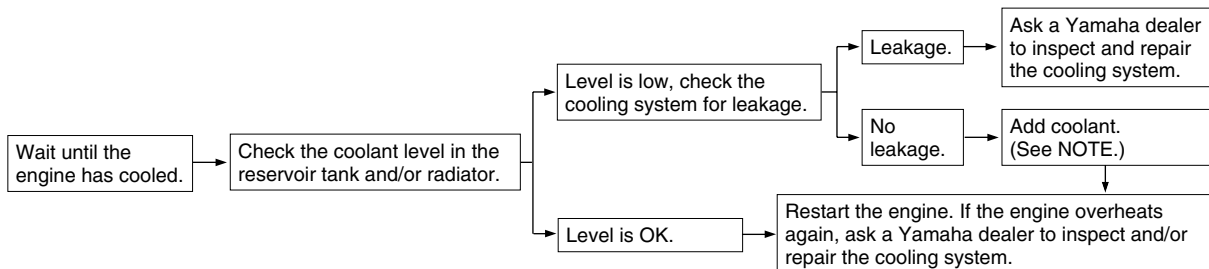 Wait until the
engine has cooled.
Check the coolant level in the
reservoir tank and/or radiator.
Level is low, check the
cooling system for leakage.
Leakage.
Ask a Yamaha dealer
to inspect and repair
the cooling system.
No
leakage.
Add coolant.
(See NOTE.)
Level is OK.
Restart the engine. If the engine overheats
again, ask a Yamaha dealer to inspect and/or
repair the cooling system.